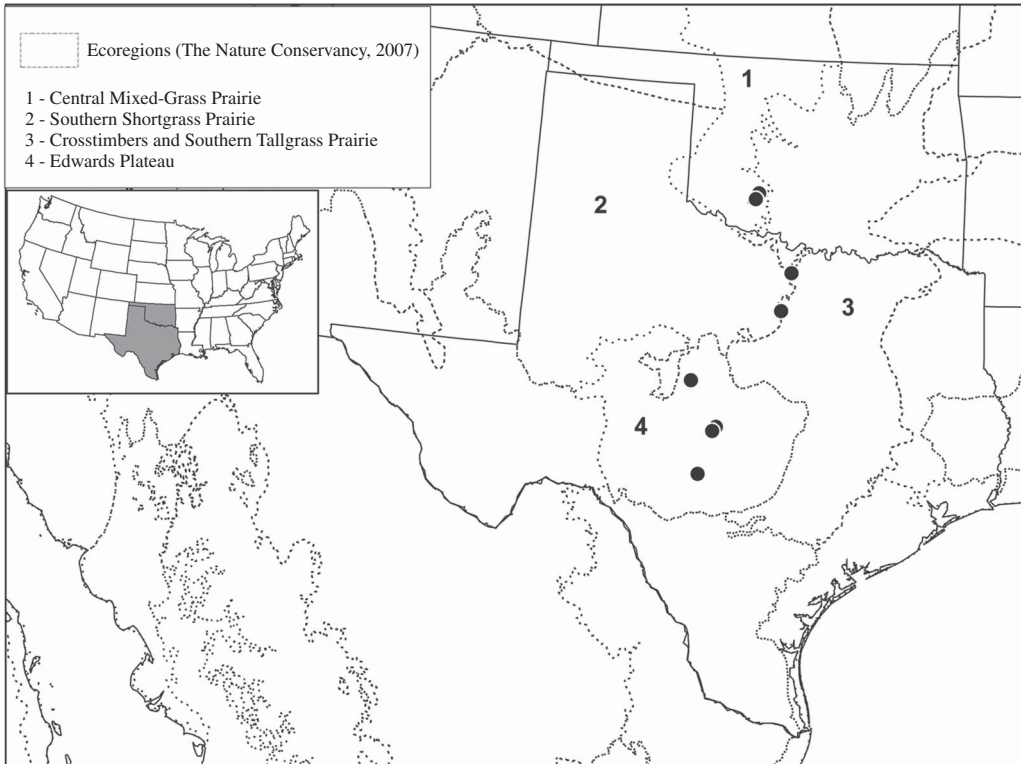 Ecoregions (The Nature Conservancy, 2007)
1 - Central Mixed-Grass Prairie
2 - Southern Shortgrass Prairie
3 - Crosstimbers and Southern Tallgrass Prairie
4 - Edwards Plateau
1
2
3
4